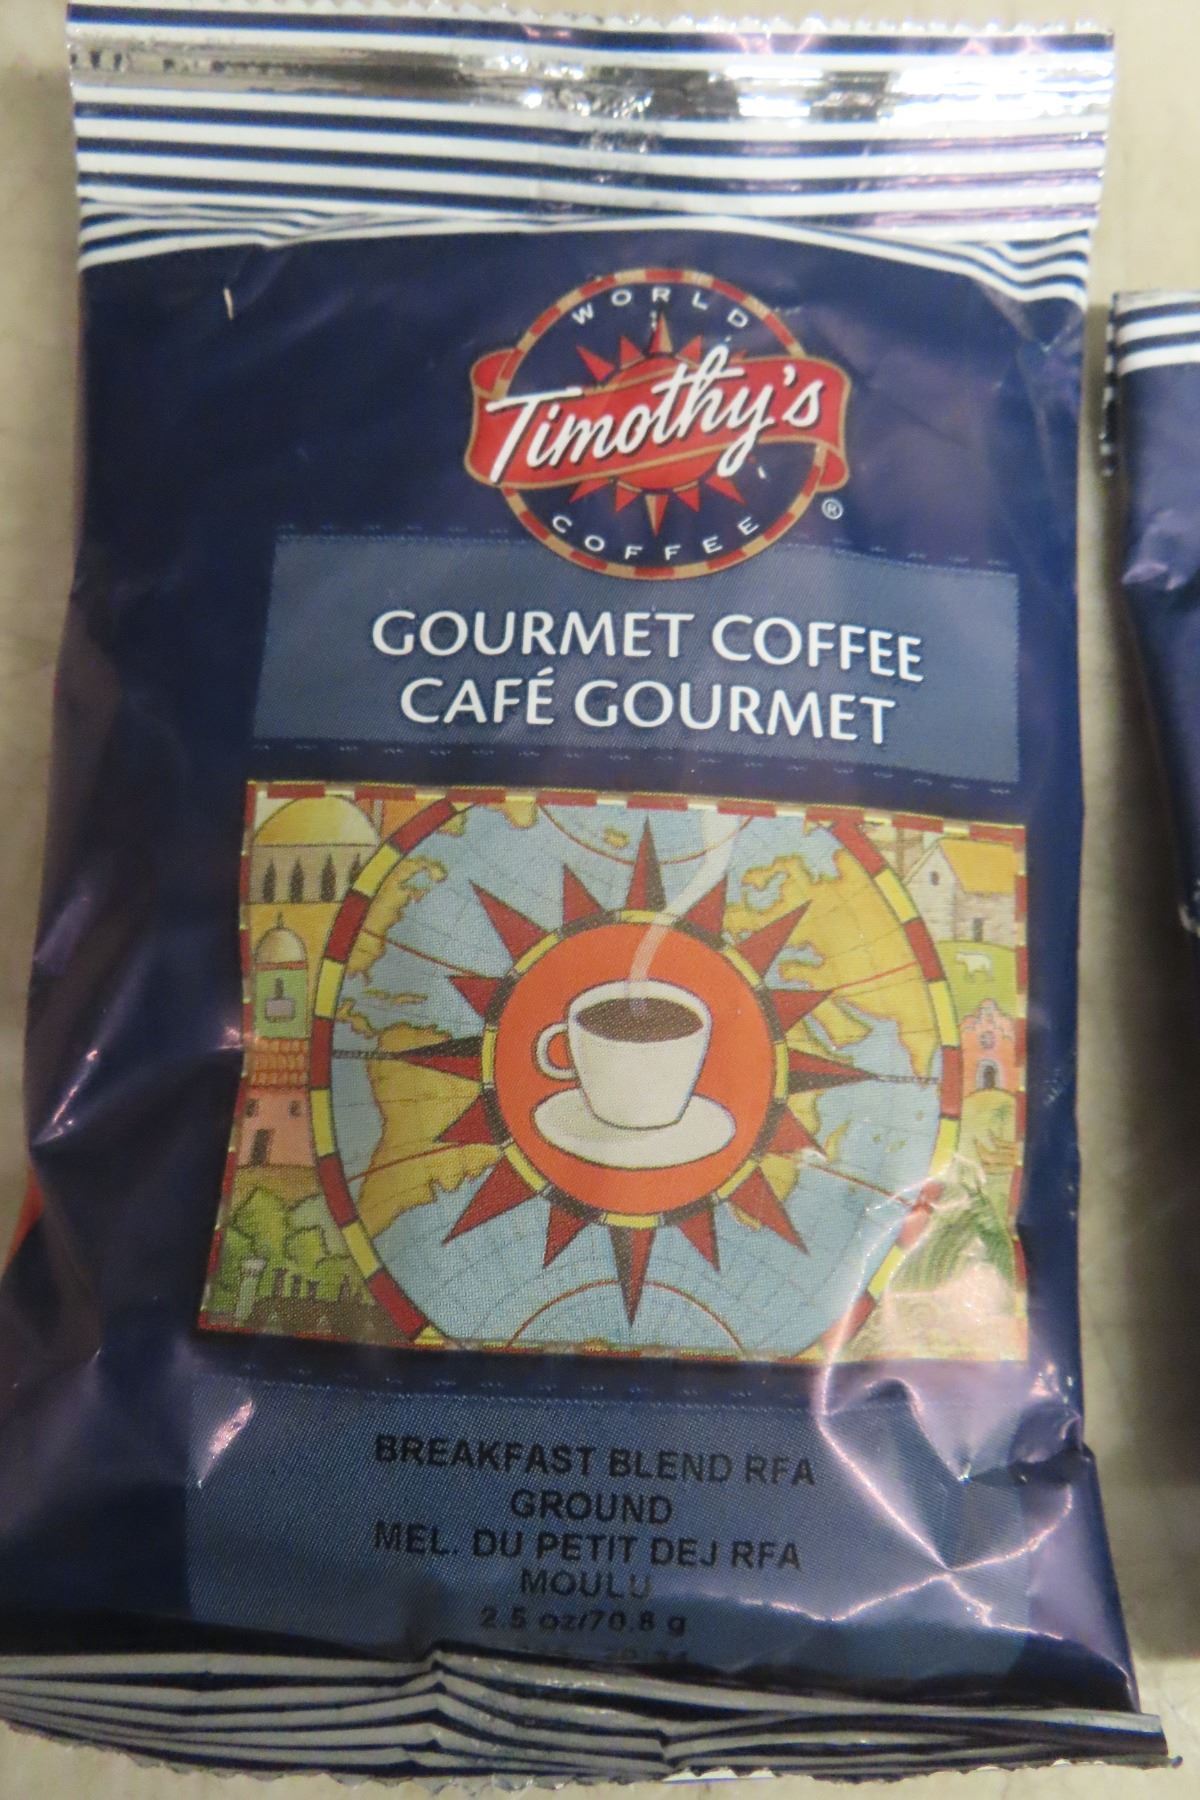 WORLD
Timothy's
COFFEE
®
GOURMET COFFEE
CAFÉ GOURMET
BREAKFAST BLEND RFA
GROUND
MEL. DU PETIT DEJ RFA
MOULU
2.5 oz/70.8 g